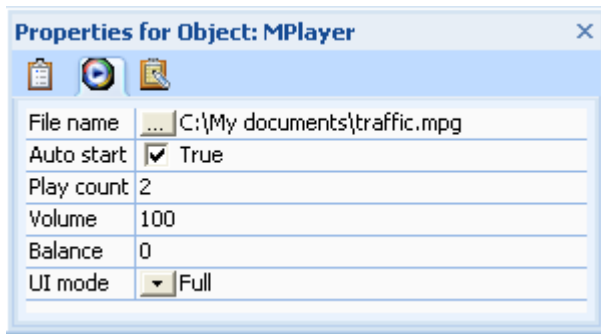 Properties for Object: MPlayer
File name ... C:\My documents\traffic.mpg
Auto start True
Play count 2
Volume 100
Balance 0
UI mode Full